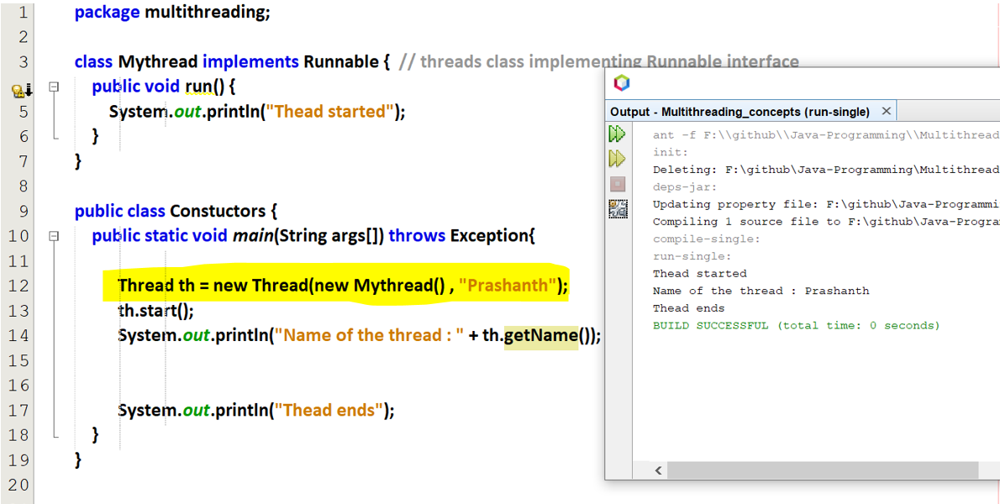 1 package multithreading;
2
3 class Mythread implements Runnable { // threads class implementing Runnable interface
public void run() {
5 System.out.println("Thead started");
6 }
7 }
8
9 public class Constuctors {
10 public static void main(String args[]) throws Exception{
11
12 Thread th = new Thread(new Mythread() , "Prashanth");
13 th.start();
14 System.out.println("Name of the thread : " + th.getName());
15
16
17 System.out.println("Thead ends");
18 }
19 }
20
Output - Multithreading_concepts (run-single)
ant -f F:\\github\\Java-Programming\\Multithread
init:
Deleting: F:\github\Java-Programming\Multithread
deps-jar:
Updating property file: F:\github\Java-Programmi
Compiling 1 source file to F:\github\Java-Progra
compile-single:
run-single:
Thead started
Name of the thread : Prashanth
Thead ends
BUILD SUCCESSFUL (total time: 0 seconds)